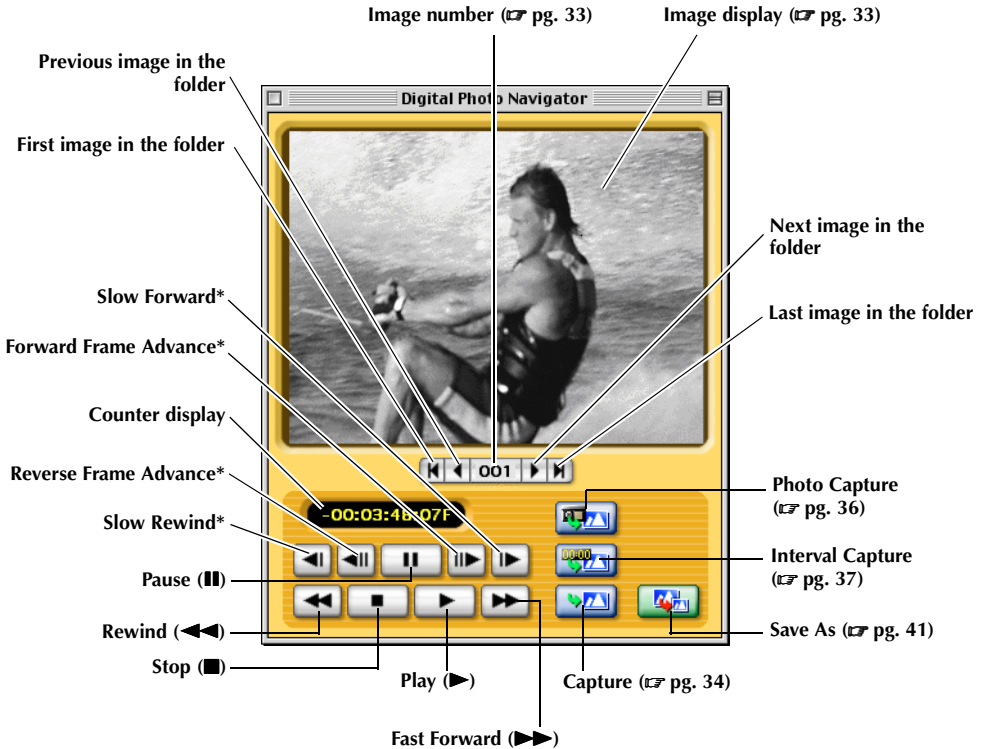 Image number (☞ pg. 33)
Image display (☞ pg. 33)
Previous image in the
folder
First image in the folder
Digital Photo Navigator
Next image in the
folder
Last image in the folder
Slow Forward*
Forward Frame Advance*
Counter display
Reverse Frame Advance*
Slow Rewind*
Pause (⏸)
Rewind (◀◀)
Stop (■)
Play (▶)
Fast Forward (▶▶)
001
-00:03:48:07F
00:00
Photo Capture
(☞ pg. 36)
Interval Capture
(☞ pg. 37)
Save As (☞ pg. 41)
Capture (☞ pg. 34)